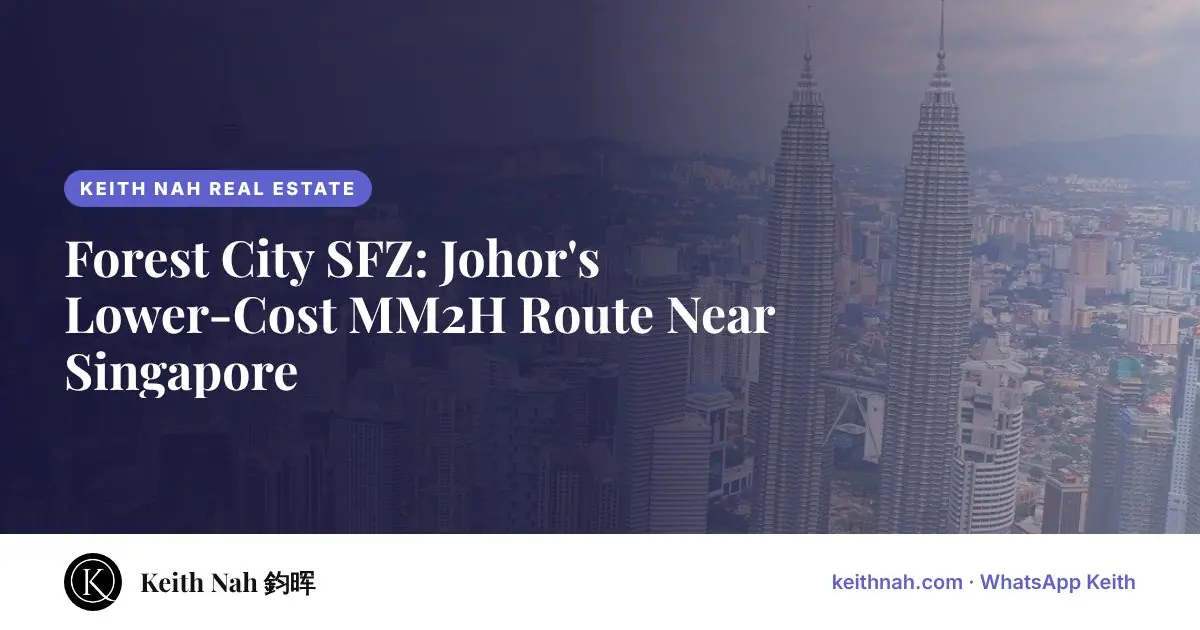 KEITH NAH REAL ESTATE
Forest City SFZ: Johor's
Lower-Cost MM2H Route Near
Singapore
K
Keith Nah 鈞晖
keithnah.com · WhatsApp Keith